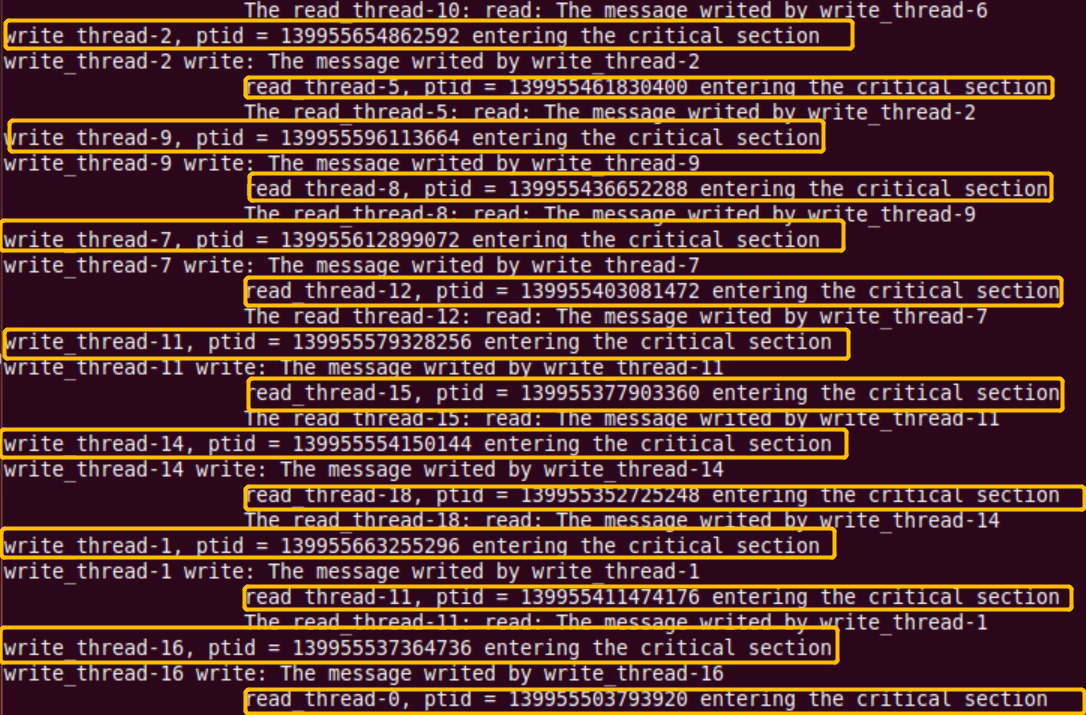 The read_thread-10: read: The message writed by write_thread-6
write_thread-2, ptid = 139955654862592 entering the critical section
write_thread-2 write: The message writed by write_thread-2
read_thread-5, ptid = 139955461830400 entering the critical section
The read_thread-5: read: The message writed by write_thread-2
write_thread-9, ptid = 139955596113664 entering the critical section
write_thread-9 write: The message writed by write_thread-9
read_thread-8, ptid = 139955436652288 entering the critical section
The read_thread-8: read: The message writed by write_thread-9
write_thread-7, ptid = 139955612899072 entering the critical section
write_thread-7 write: The message writed by write_thread-7
read_thread-12, ptid = 139955403081472 entering the critical section
The read_thread-12: read: The message writed by write_thread-7
write_thread-11, ptid = 139955579328256 entering the critical section
write_thread-11 write: The message writed by write_thread-11
read_thread-15, ptid = 139955377903360 entering the critical section
The read_thread-15: read: The message writed by write_thread-11
write_thread-14, ptid = 139955554150144 entering the critical section
write_thread-14 write: The message writed by write_thread-14
read_thread-18, ptid = 139955352725248 entering the critical section
The read_thread-18: read: The message writed by write_thread-14
write_thread-1, ptid = 139955663255296 entering the critical section
write_thread-1 write: The message writed by write_thread-1
read_thread-11, ptid = 139955411474176 entering the critical section
The read_thread-11: read: The message writed by write_thread-1
write_thread-16, ptid = 139955537364736 entering the critical section
write_thread-16 write: The message writed by write_thread-16
read_thread-0, ptid = 139955503793920 entering the critical section